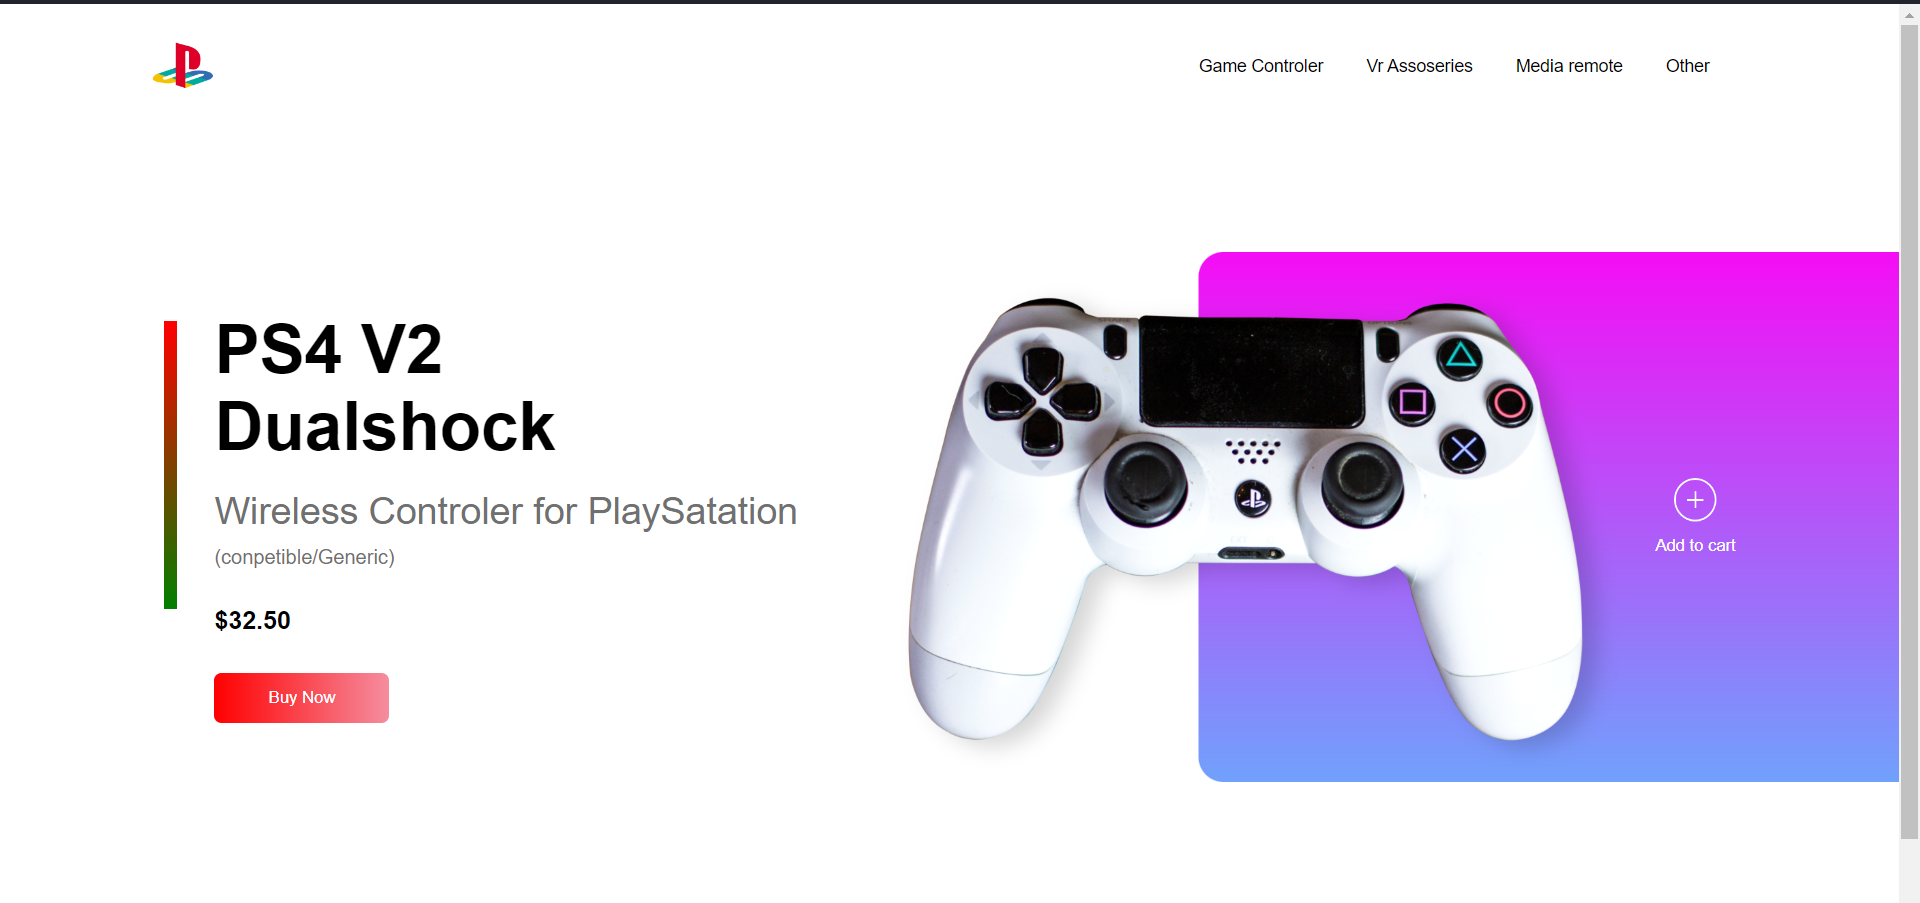 Game Controler
Vr Assoseries
Media remote
Other
PS4 V2
Dualshock
Wireless Controler for PlaySatation
(conpetible/Generic)
$32.50
Buy Now
Add to cart